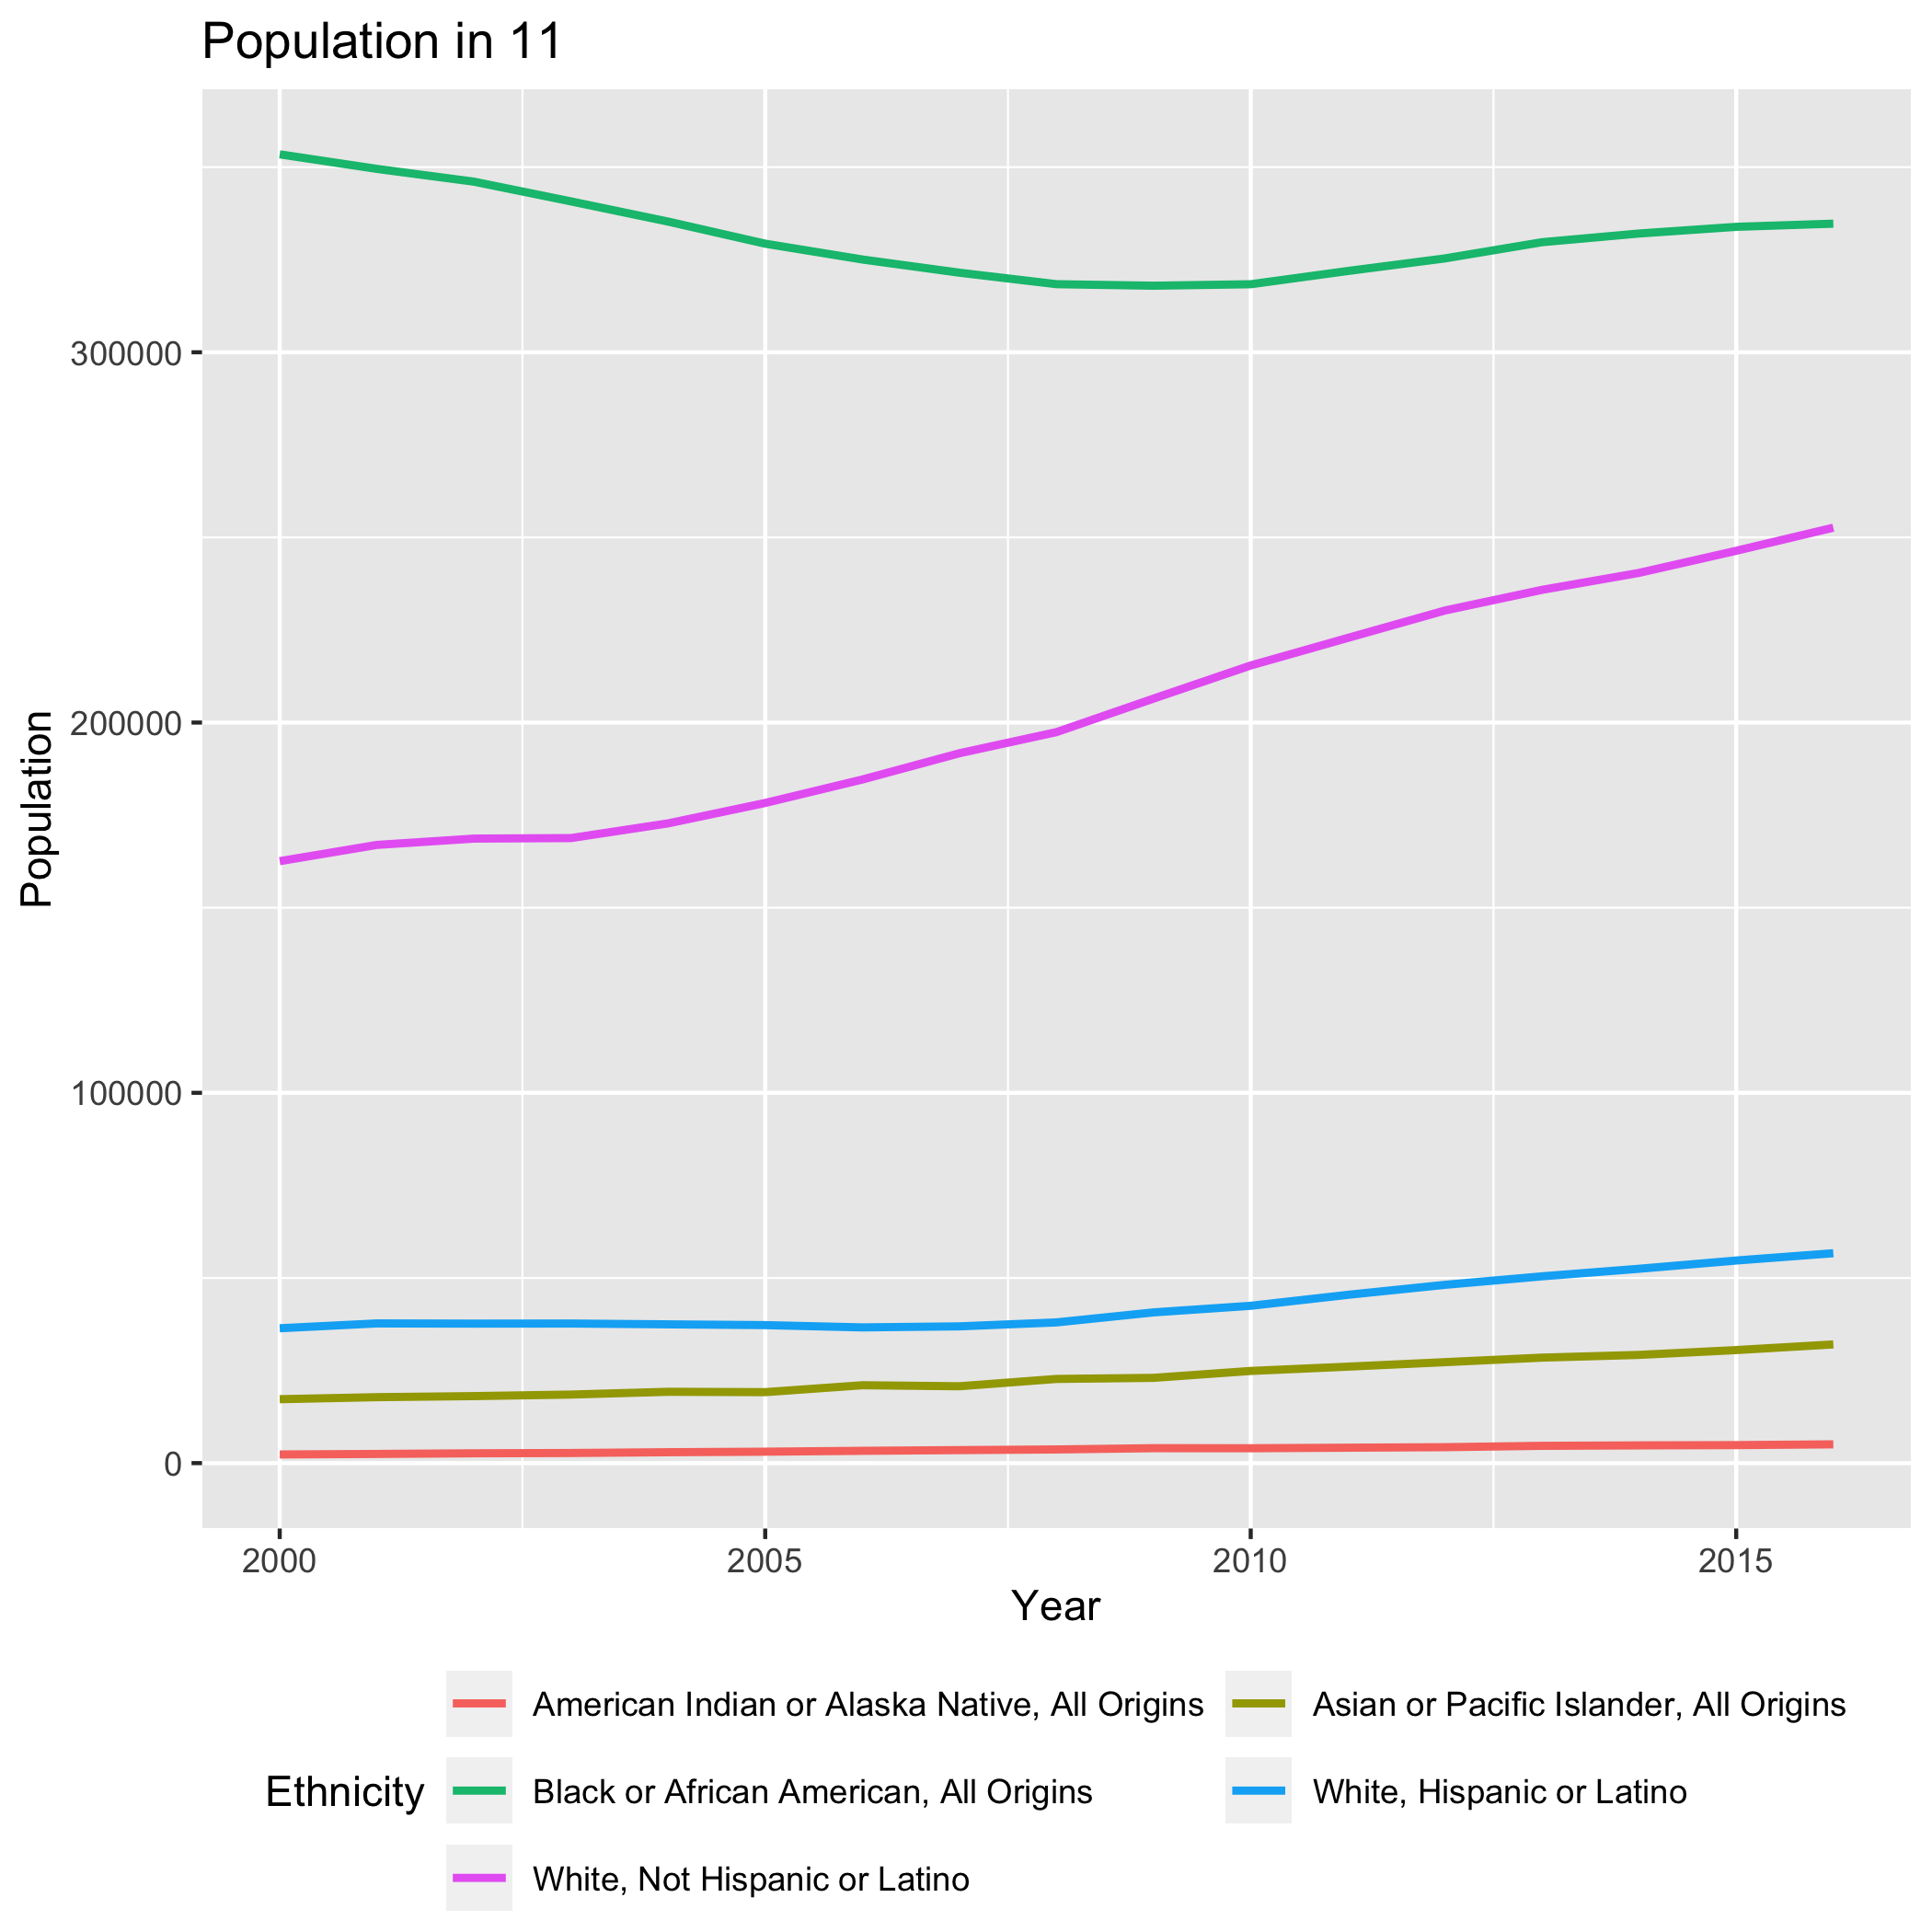 Population in 11
300000
200000
100000
0
Population
2000 2005 2010 2015
Year
Ethnicity
American Indian or Alaska Native, All Origins
Asian or Pacific Islander, All Origins
Black or African American, All Origins
White, Hispanic or Latino
White, Not Hispanic or Latino